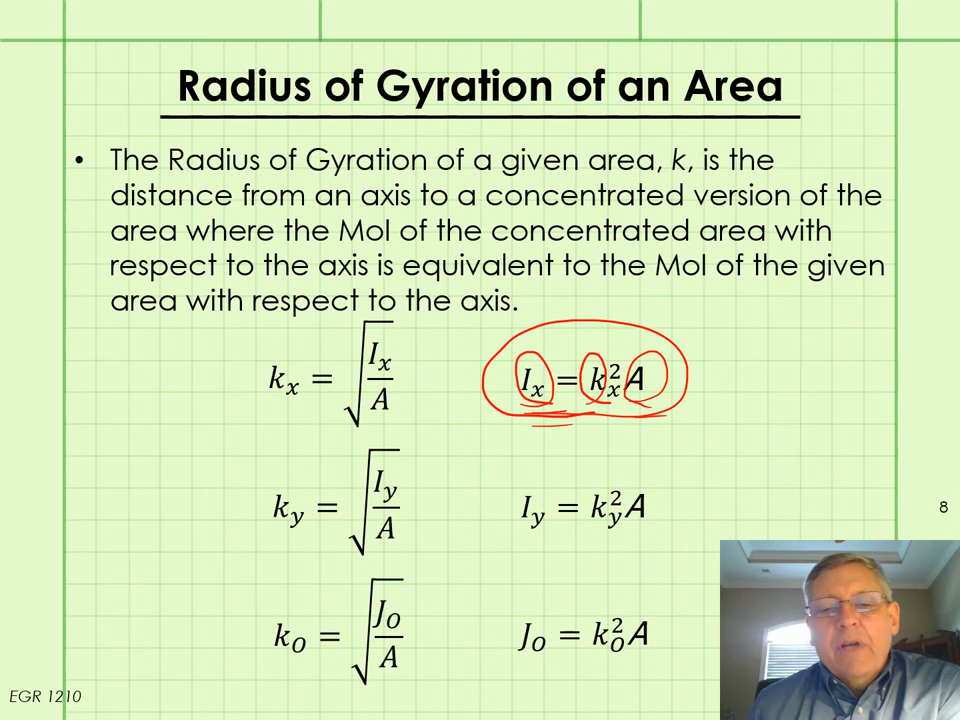 Radius of Gyration of an Area
• The Radius of Gyration of a given area, k, is the
distance from an axis to a concentrated version of the
area where the MoI of the concentrated area with
respect to the axis is equivalent to the MoI of the given
area with respect to the axis.
k_x = √(I_x/A)
I_x = k_x^2 A
k_y = √(I_y/A)
I_y = k_y^2 A
8
k_O = √(J_O/A)
J_O = k_O^2 A
EGR 1210